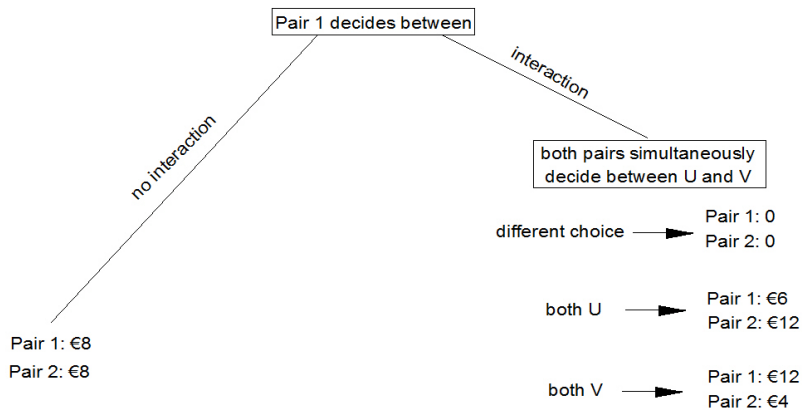 Pair 1 decides between
interaction
no interaction
both pairs simultaneously
decide between U and V
different choice
Pair 1: 0
Pair 2: 0
both U
Pair 1: €6
Pair 2: €12
Pair 1: €8
Pair 2: €8
both V
Pair 1: €12
Pair 2: €4